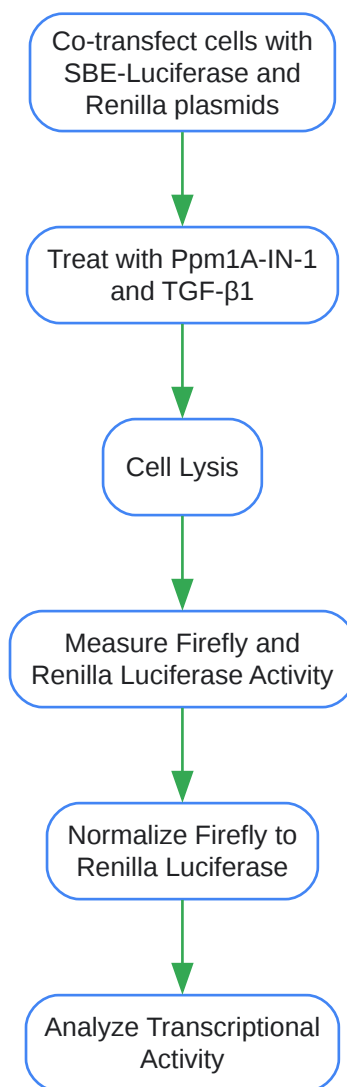 Co-transfect cells with
SBE-Luciferase and
Renilla plasmids
Treat with Ppm1A-IN-1
and TGF-β1
Cell Lysis
Measure Firefly and
Renilla Luciferase Activity
Normalize Firefly to
Renilla Luciferase
Analyze Transcriptional
Activity